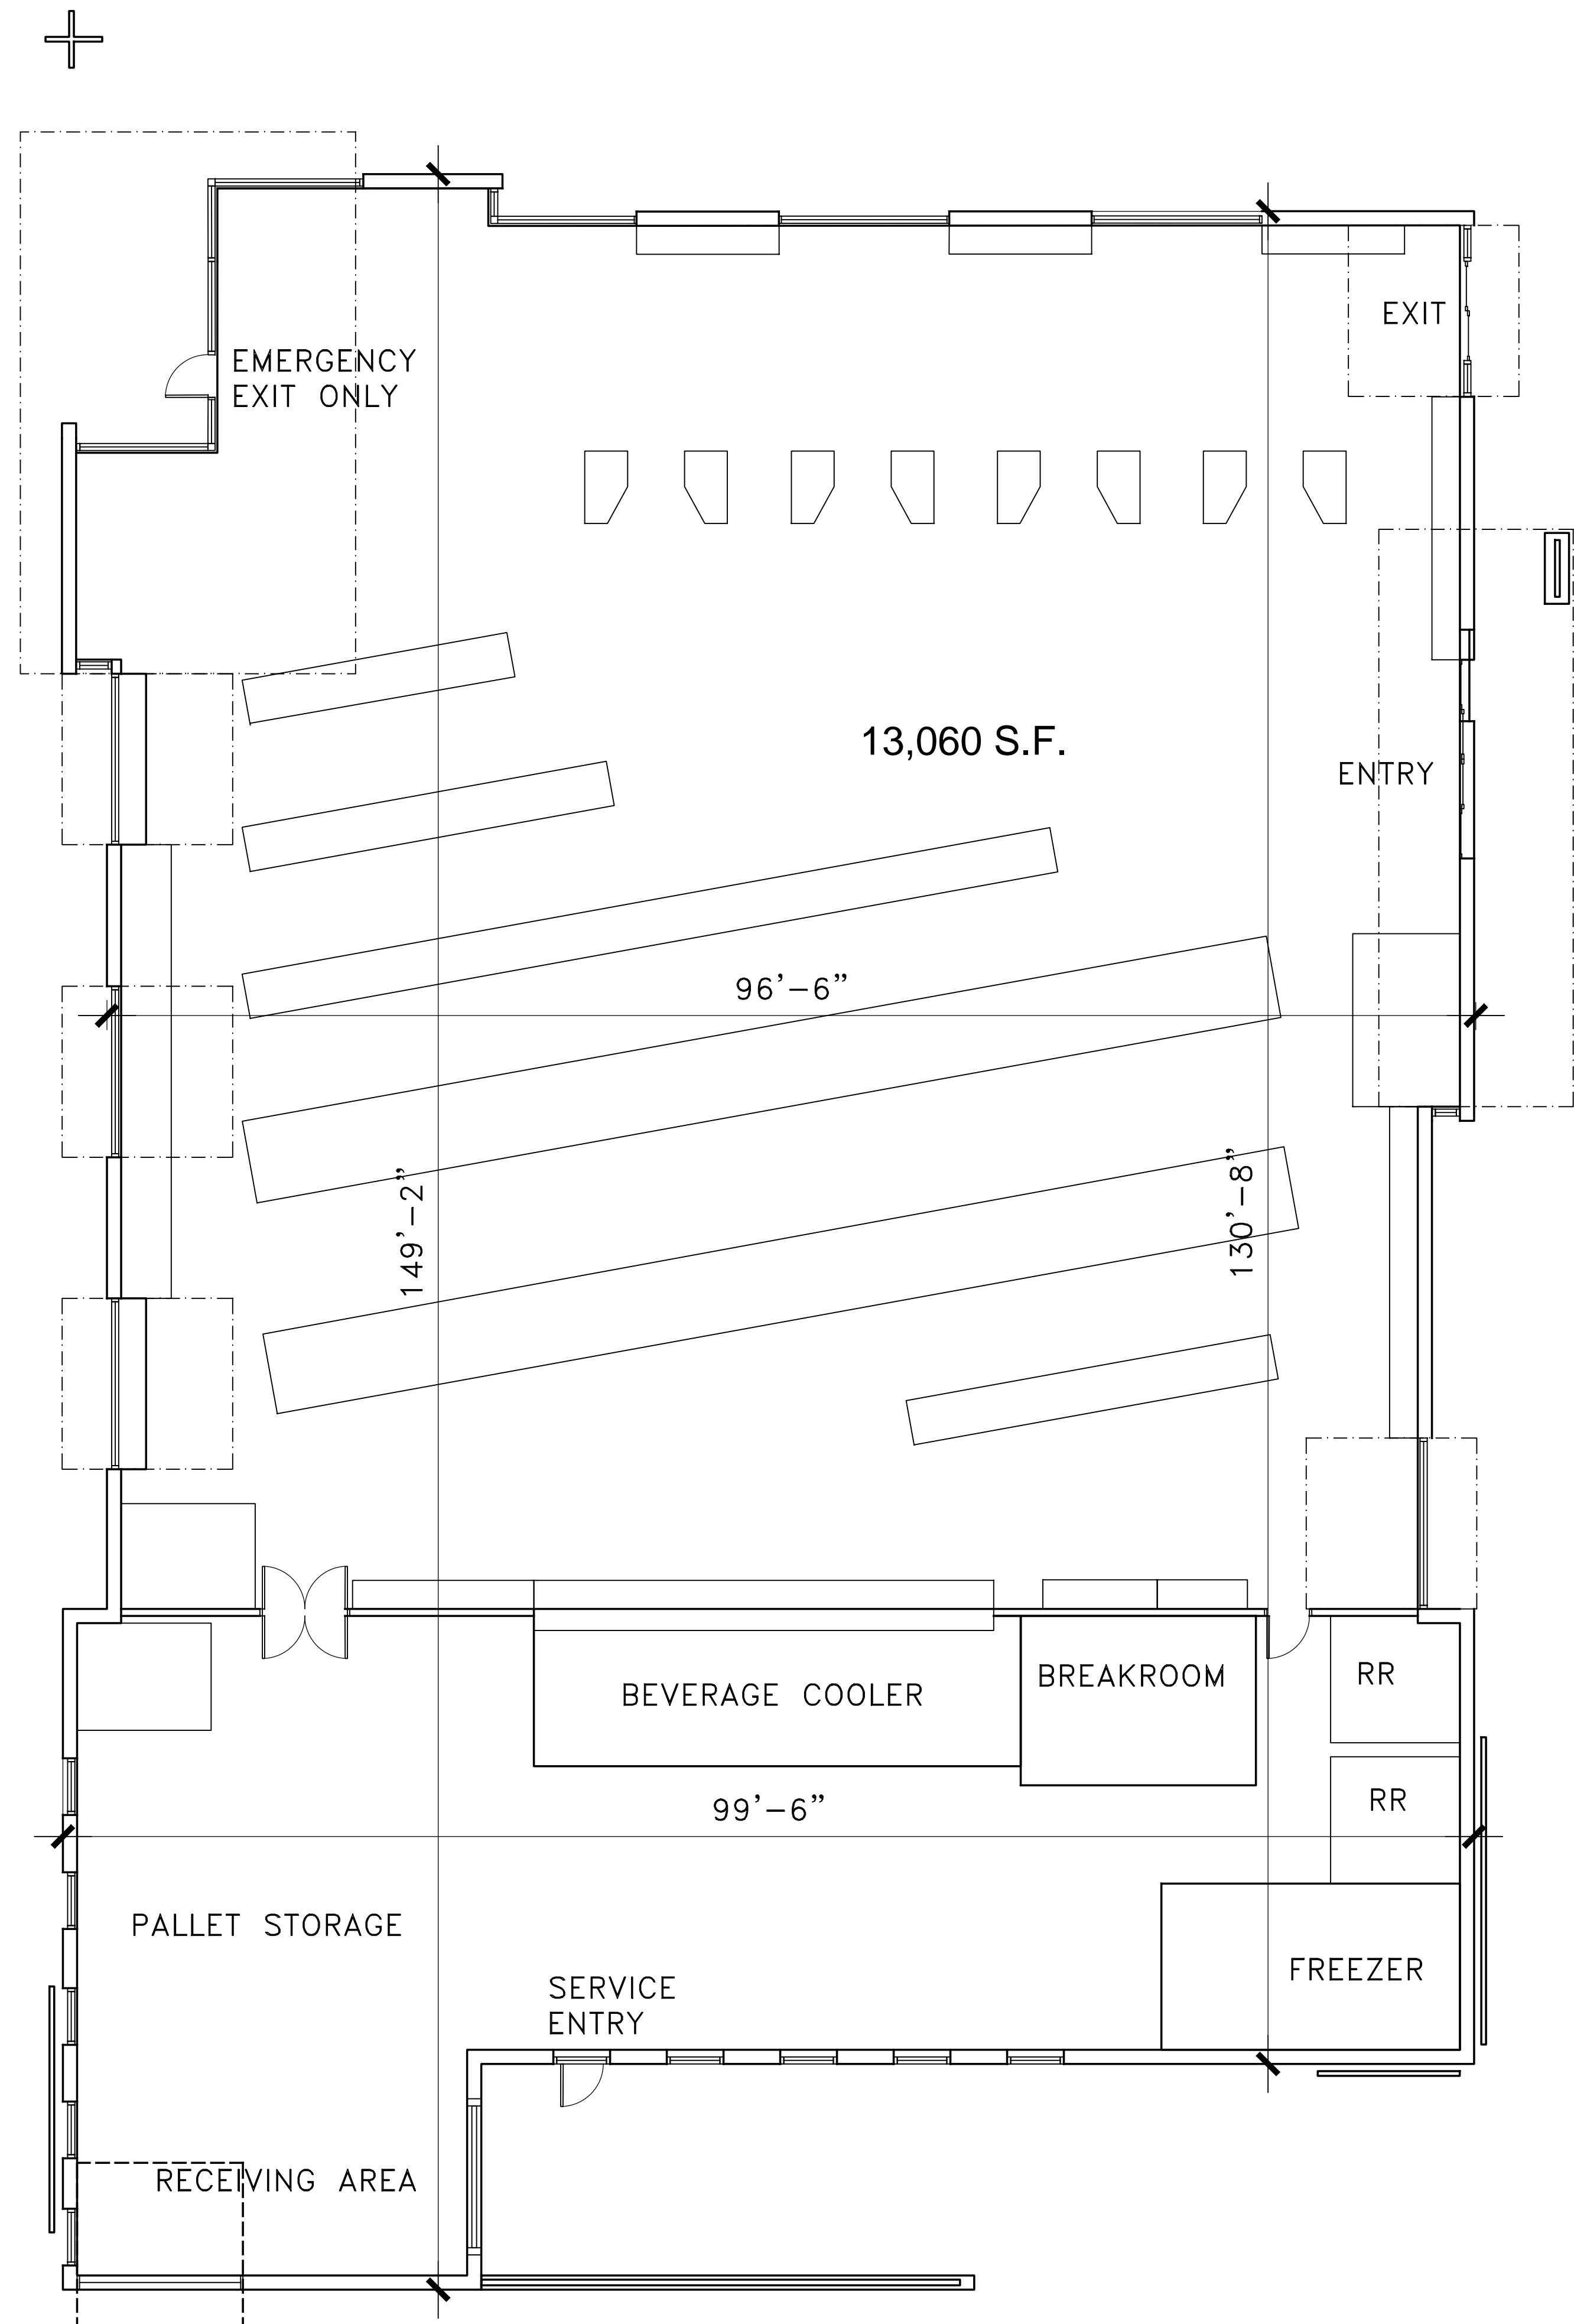 EXIT
EMERGENCY
EXIT ONLY
13,060 S.F.
ENTRY
96'-6"
149'-2"
130'-8"
BREAKROOM
RR
BEVERAGE COOLER
RR
99'-6"
PALLET STORAGE
FREEZER
SERVICE
ENTRY
RECEIVING AREA